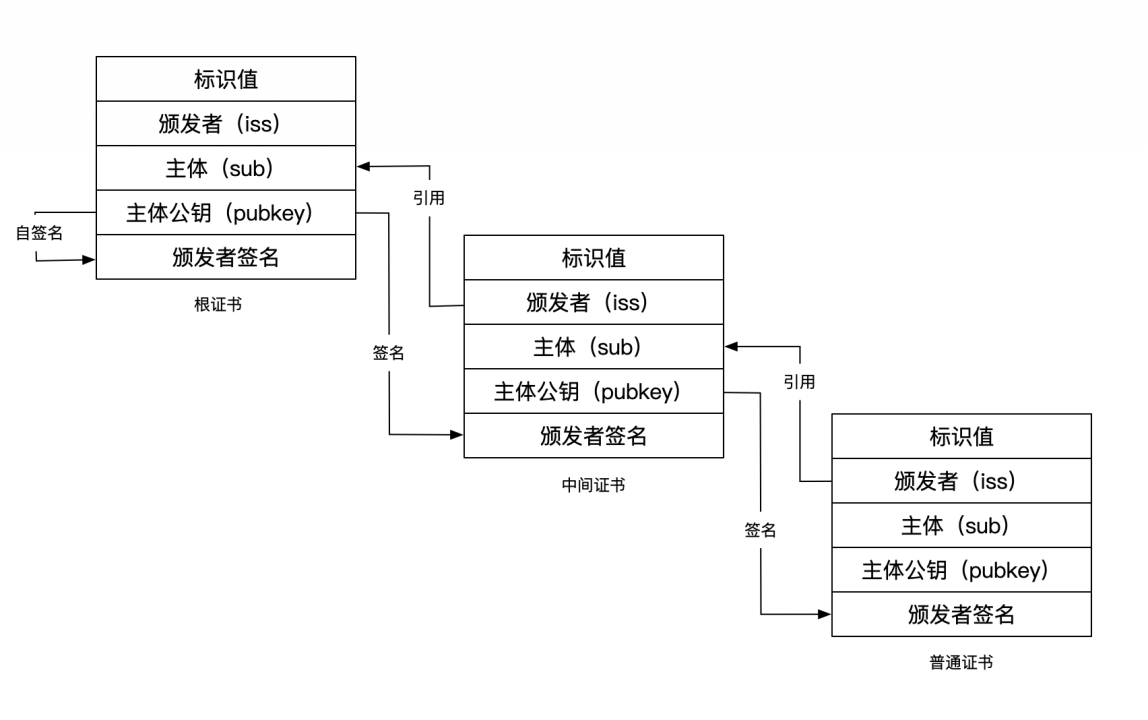 标识值
颁发者（iss）
主体（sub）
主体公钥（pubkey）
颁发者签名
根证书
自签名
引用
签名
标识值
颁发者（iss）
主体（sub）
主体公钥（pubkey）
颁发者签名
中间证书
引用
签名
标识值
颁发者（iss）
主体（sub）
主体公钥（pubkey）
颁发者签名
普通证书